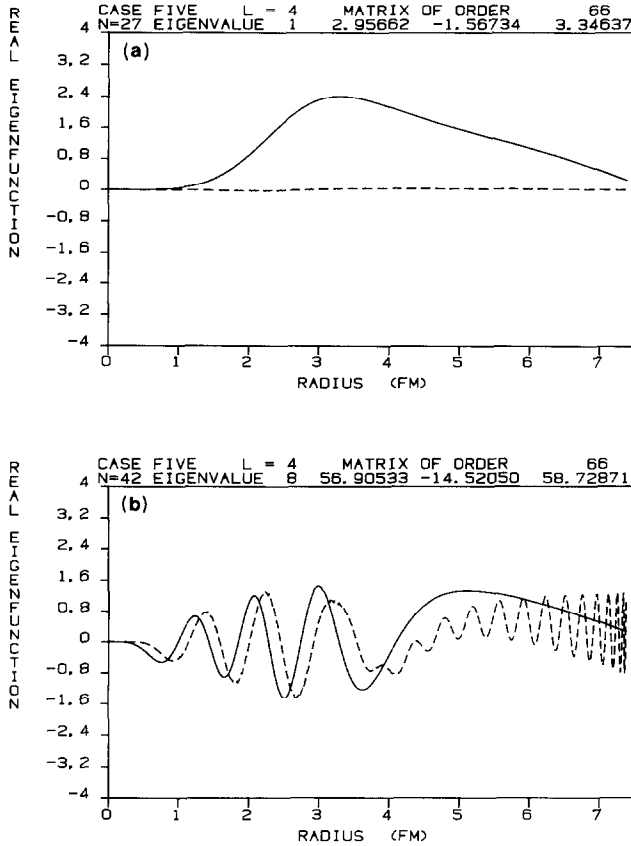 CASE FIVE L - 4 MATRIX OF ORDER 66
N=27 EIGENVALUE 1 2.95662 -1.56734 3.34637
(a)
REAL EIGENFUNCTION
4
3.2
2.4
1.6
0.8
0
-0.8
-1.6
-2.4
-3.2
-4
0 1 2 3 4 5 6 7
RADIUS (FM)
CASE FIVE L = 4 MATRIX OF ORDER 66
N=42 EIGENVALUE 8 56.90533 -14.52050 58.72871
(b)
REAL EIGENFUNCTION
4
3.2
2.4
1.6
0.8
0
-0.8
-1.6
-2.4
-3.2
-4
0 1 2 3 4 5 6 7
RADIUS (FM)